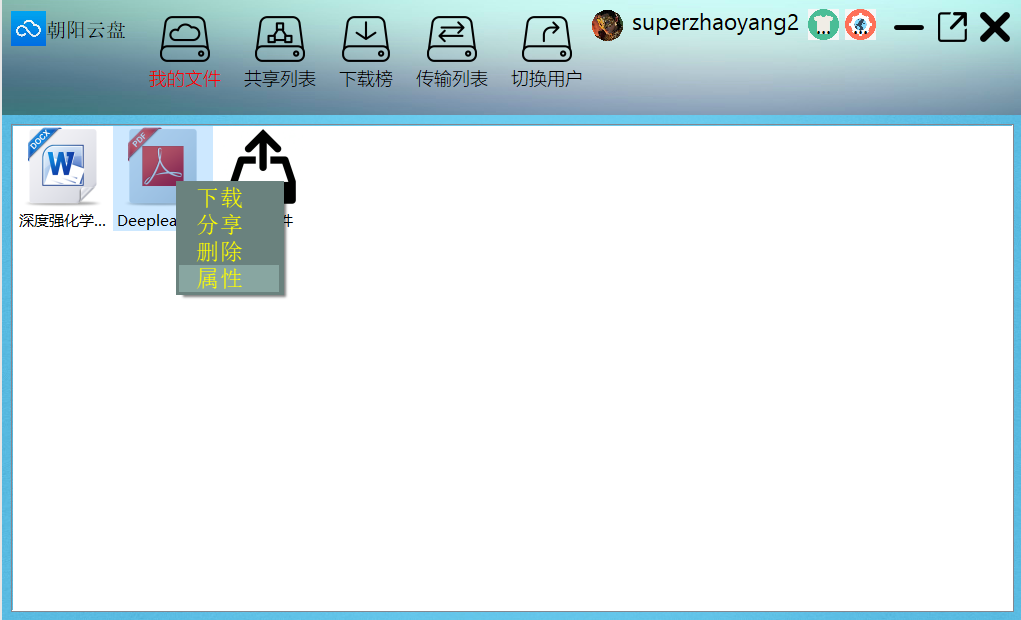 朝阳云盘
superzhaoyang2
我的文件 共享列表 下载榜 传输列表 切换用户
DOCX
W
PDF
深度强化学... Deeplea 件
下载
分享
删除
属性